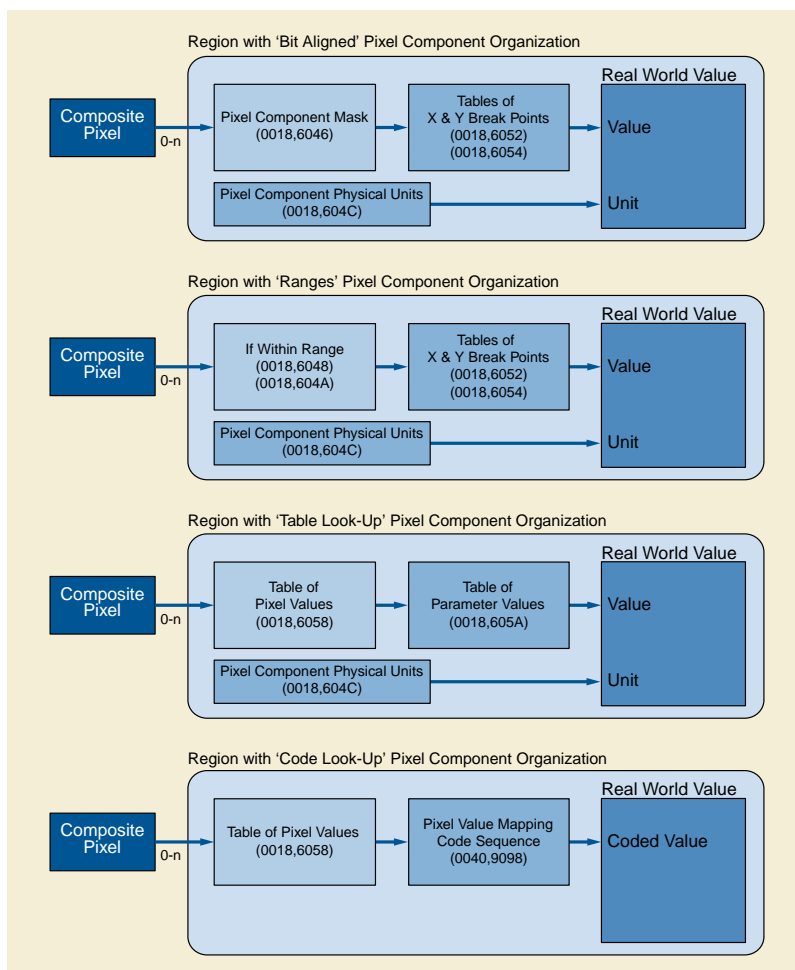 Region with ‘Bit Aligned’ Pixel Component Organization
Real World Value
Composite
Pixel
0-n
Pixel Component Mask
(0018,6046)
Tables of
X & Y Break Points
(0018,6052)
(0018,6054)
Value
Pixel Component Physical Units
(0018,604C)
Unit
Region with ‘Ranges’ Pixel Component Organization
Real World Value
Composite
Pixel
0-n
If Within Range
(0018,6048)
(0018,604A)
Tables of
X & Y Break Points
(0018,6052)
(0018,6054)
Value
Pixel Component Physical Units
(0018,604C)
Unit
Region with ‘Table Look-Up’ Pixel Component Organization
Real World Value
Composite
Pixel
0-n
Table of
Pixel Values
(0018,6058)
Table of
Parameter Values
(0018,605A)
Value
Pixel Component Physical Units
(0018,604C)
Unit
Region with ‘Code Look-Up’ Pixel Component Organization
Real World Value
Composite
Pixel
0-n
Table of Pixel Values
(0018,6058)
Pixel Value Mapping
Code Sequence
(0040,9098)
Coded Value